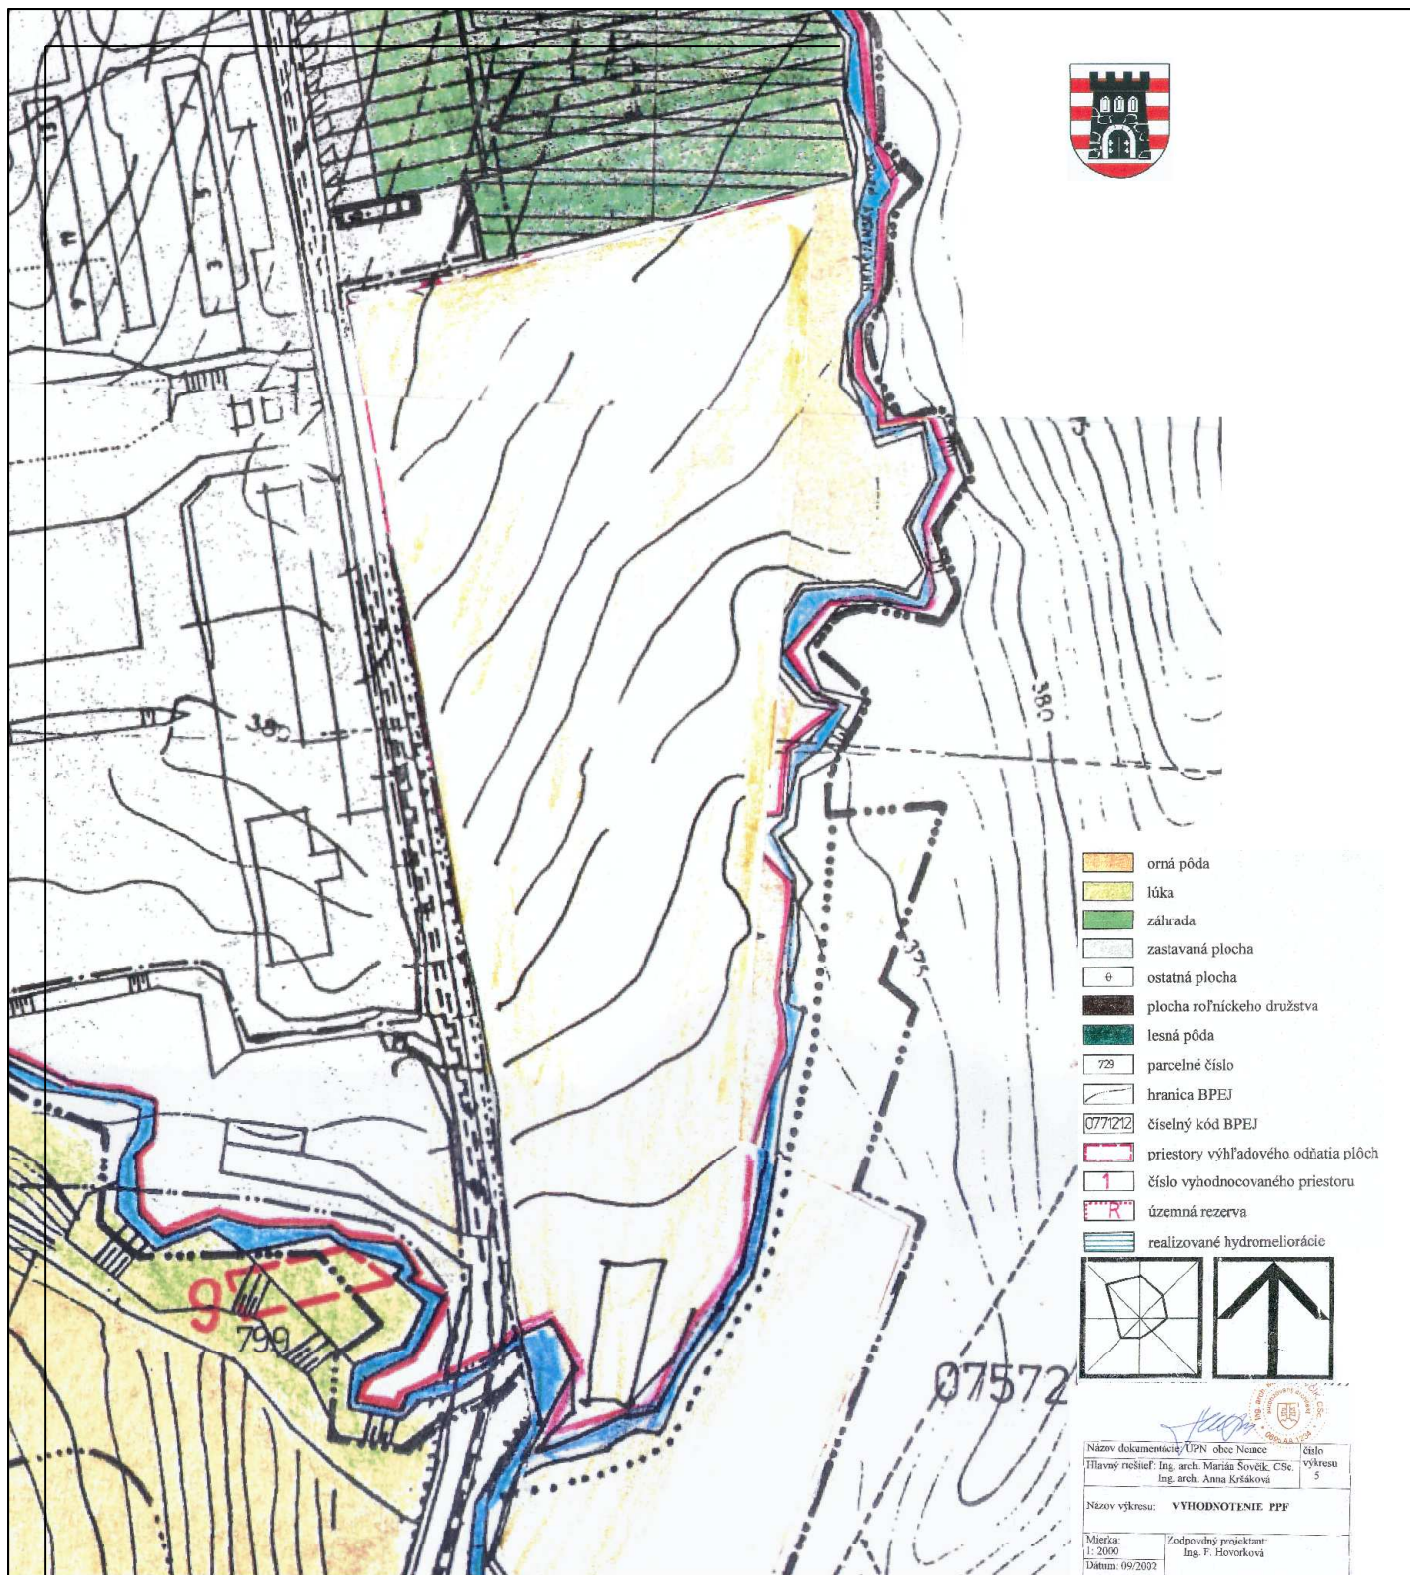 380
380
375
9
799
07572
orná pôda
lúka
záhrada
zastavaná plocha
ostatná plocha
plocha roľníckeho družstva
lesná pôda
729 parcelné číslo
hranica BPEJ
0771212 číselný kód BPEJ
priestory výhľadového odňatia plôch
1 číslo vyhodnocovaného priestoru
R územná rezerva
realizované hydromeliorácie
Názov dokumentácie: ÚPN obce Nemce
číslo výkresu 5
Hlavný riešiteľ: Ing. arch. Marián Šovčík, CSc.
Ing. arch. Anna Kršáková
Názov výkresu: VYHODNOTENIE PPF
Mierka: 1: 2000
Zodpovedný projektant: Ing. F. Hovorková
Dátum: 09/2002